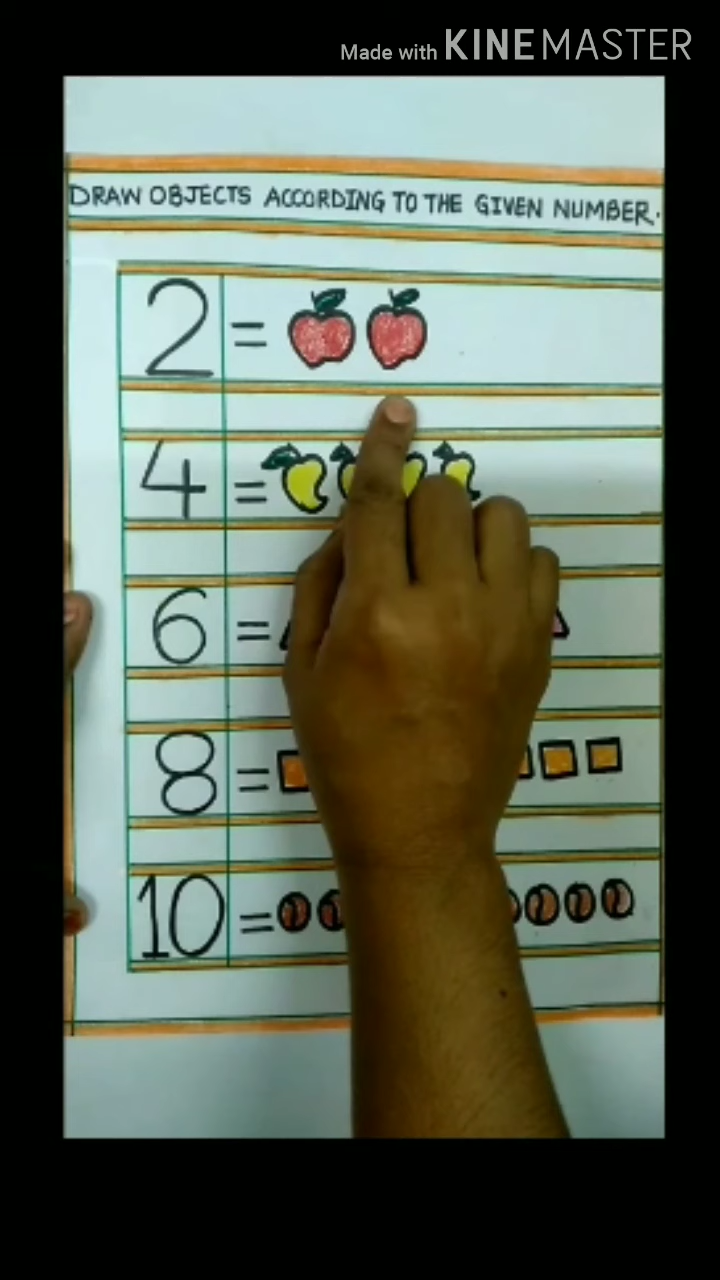 Made with KINEMASTER
DRAW OBJECTS ACCORDING TO THE GIVEN NUMBER.
2 =
4 =
6 =
8 =
10 =